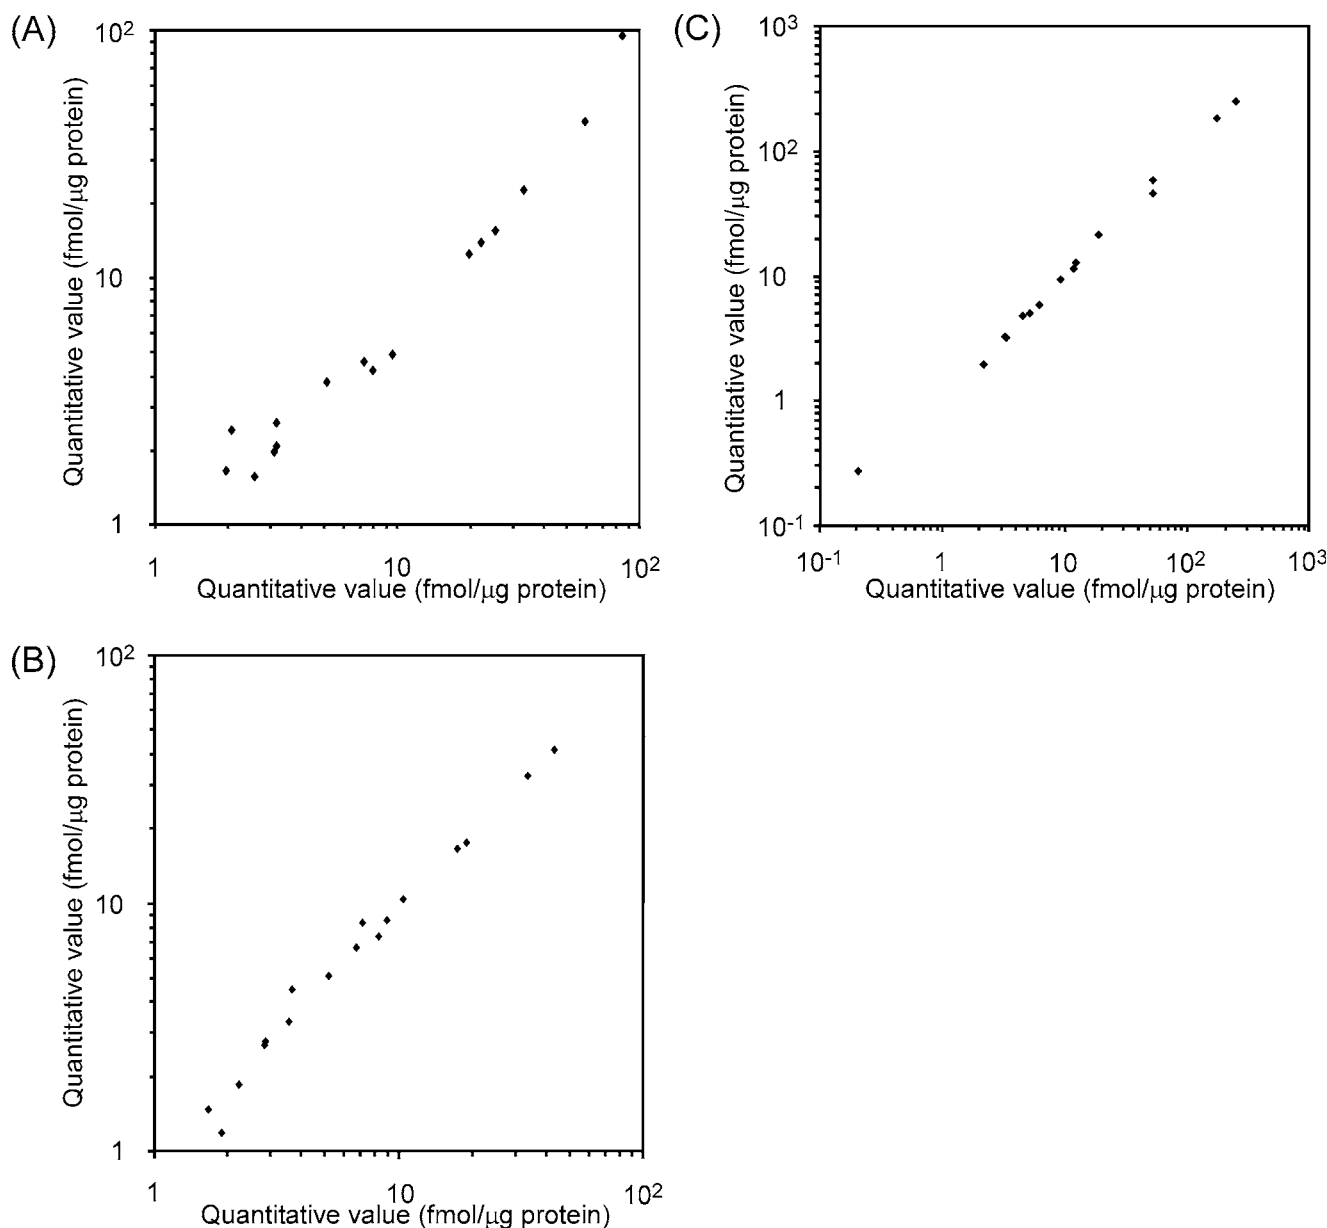 (A)
10²
10
1
Quantitative value (fmol/μg protein)
1
10
10²
Quantitative value (fmol/μg protein)
(C)
10³
10²
10
1
10⁻¹
Quantitative value (fmol/μg protein)
10⁻¹
1
10
10²
10³
Quantitative value (fmol/μg protein)
(B)
10²
10
1
Quantitative value (fmol/μg protein)
1
10
10²
Quantitative value (fmol/μg protein)